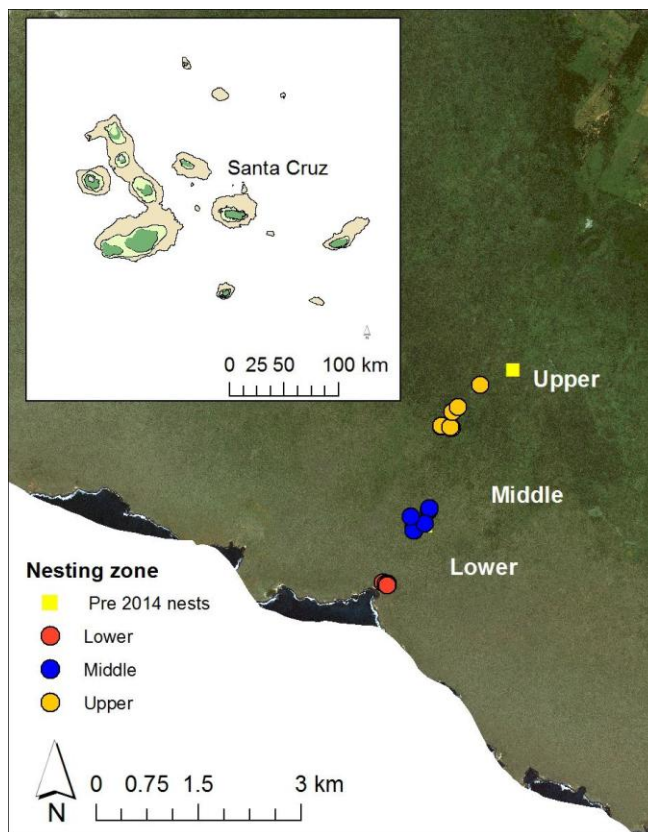 Santa Cruz
0 25 50 100 km
Upper
Middle
Lower
Nesting zone
Pre 2014 nests
Lower
Middle
Upper
N
0 0.75 1.5 3 km